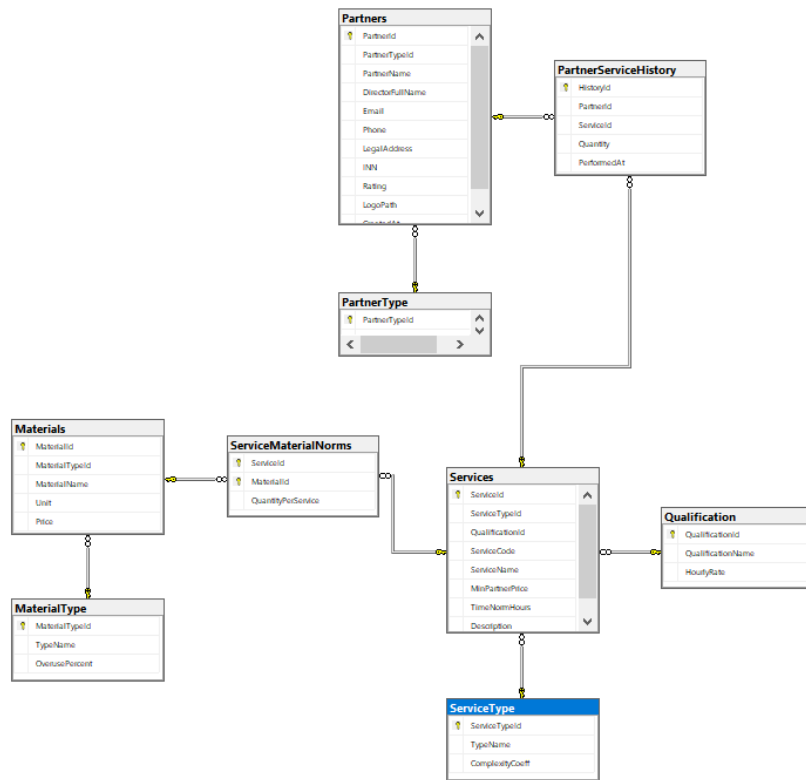 Partners
PartnerId
PartnerTypeId
PartnerName
DirectorFullName
Email
Phone
LegalAddress
INN
Rating
LogoPath
CreatedAt
PartnerServiceHistory
HistoryId
PartnerId
ServiceId
Quantity
PerformedAt
PartnerType
PartnerTypeId
Materials
MaterialId
MaterialTypeId
MaterialName
Unit
Price
ServiceMaterialNorms
ServiceId
MaterialId
QuantityPerService
Services
ServiceId
ServiceTypeId
QualificationId
ServiceCode
ServiceName
MinPartnerPrice
TimeNormHours
Description
Qualification
QualificationId
QualificationName
HourlyRate
MaterialType
MaterialTypeId
TypeName
OverusePercent
ServiceType
ServiceTypeId
TypeName
ComplexityCoeff